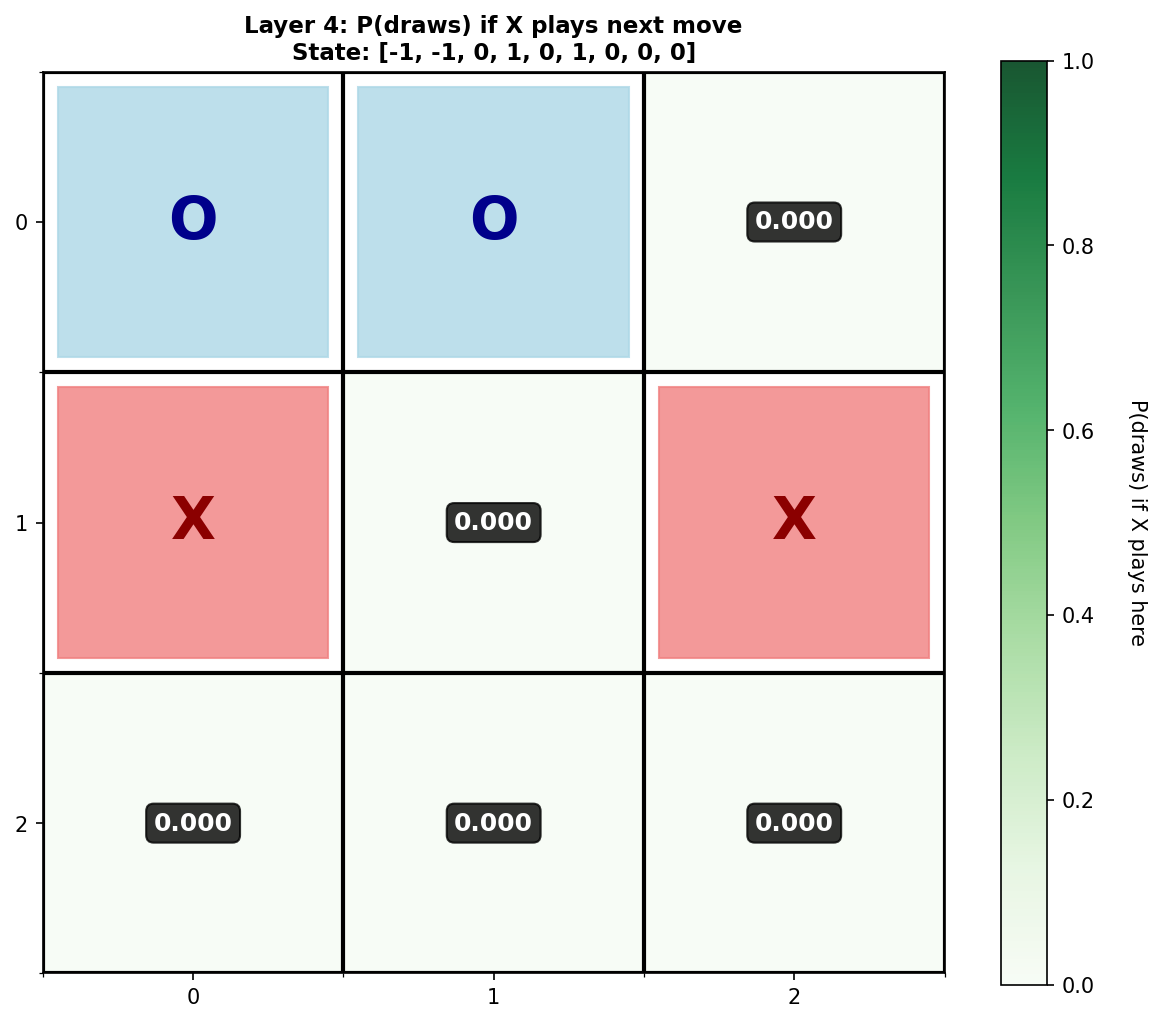 Layer 4: P(draws) if X plays next move
State: [-1, -1, 0, 1, 0, 1, 0, 0, 0]
O O 0.000
X 0.000 X
0.000 0.000 0.000
0
1
2
0 1 2
1.0
0.8
0.6
0.4
0.2
0.0
P(draws) if X plays here